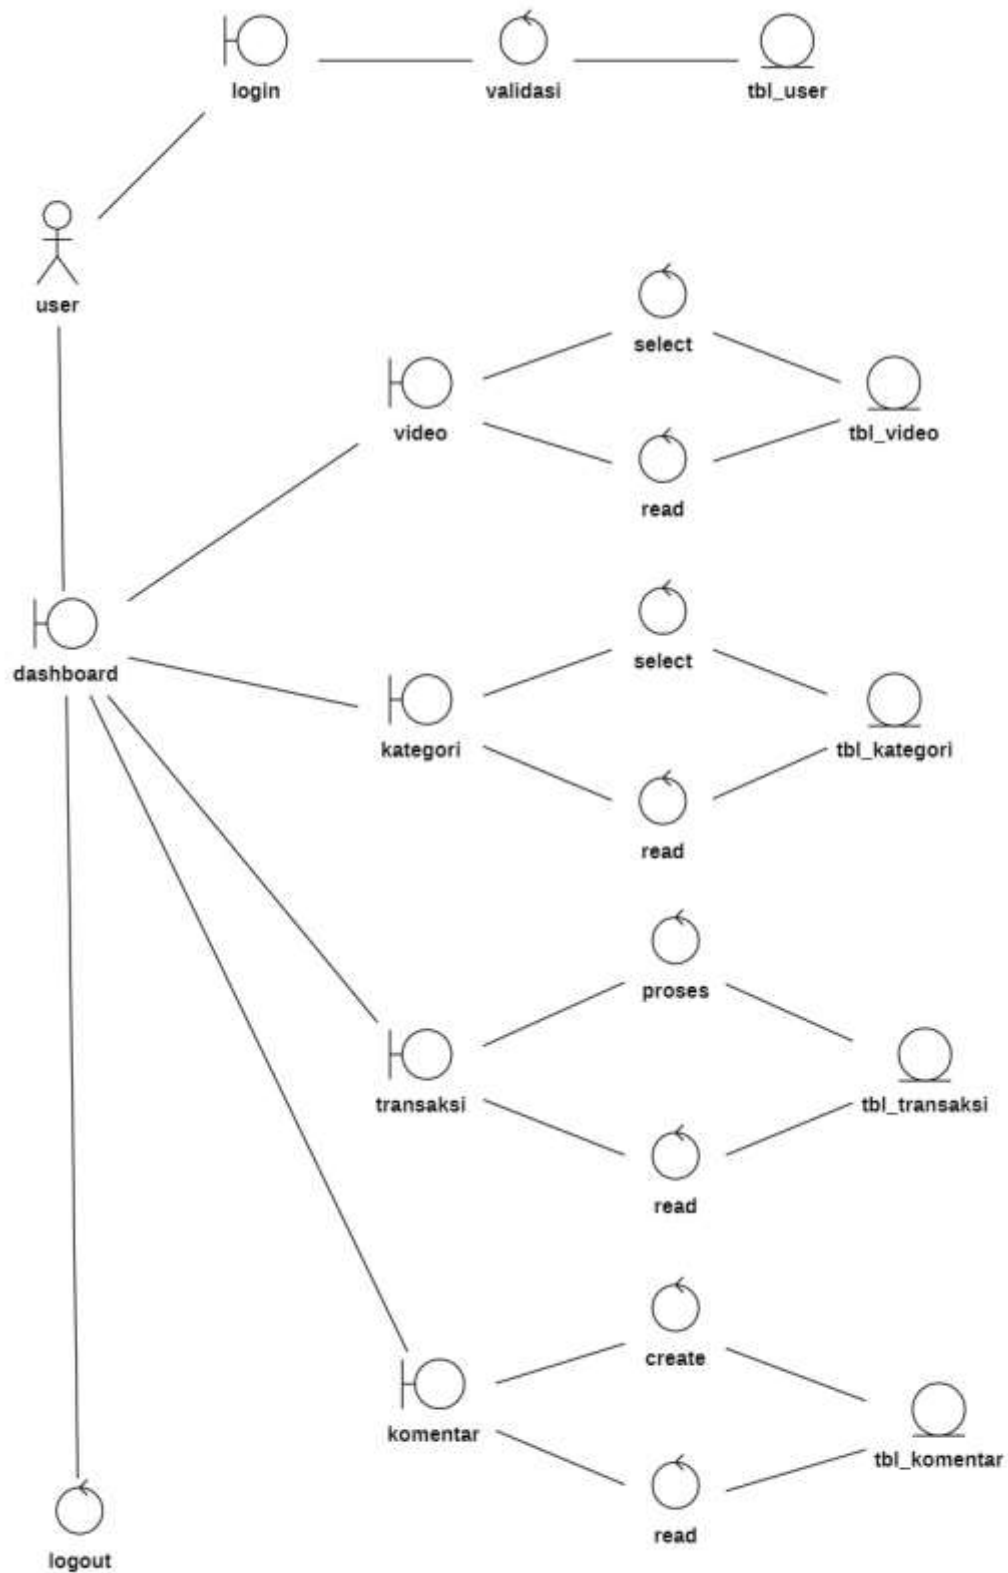 login
validasi
tbl_user
user
select
video
tbl_video
read
dashboard
select
kategori
tbl_kategori
read
proses
transaksi
tbl_transaksi
read
create
komentar
tbl_komentar
read
logout